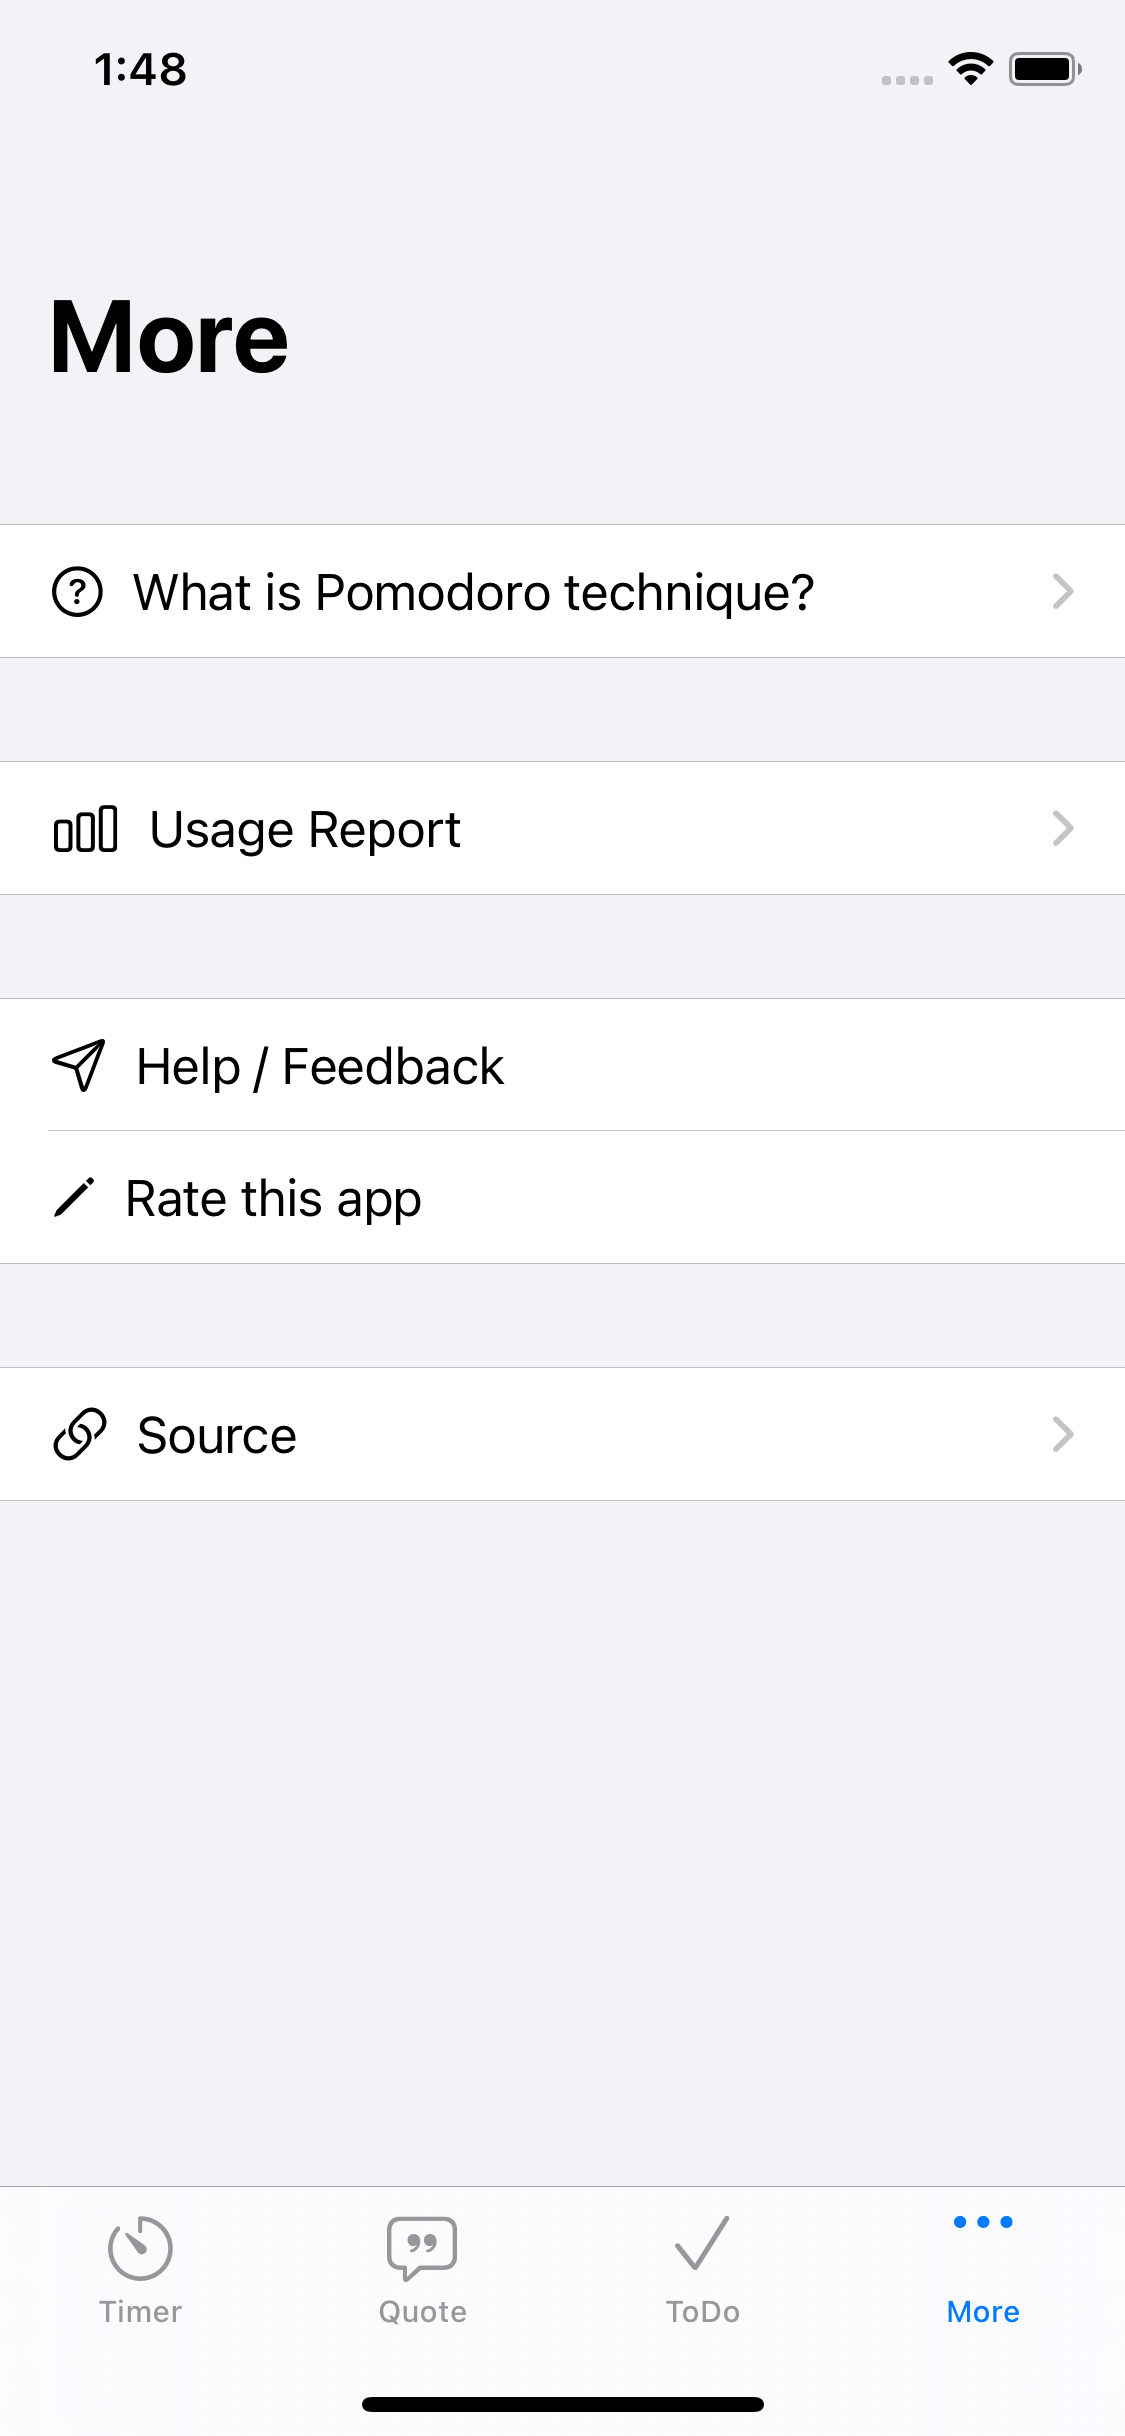 1:48
More
What is Pomodoro technique?
Usage Report
Help / Feedback
Rate this app
Source
Timer
Quote
ToDo
More